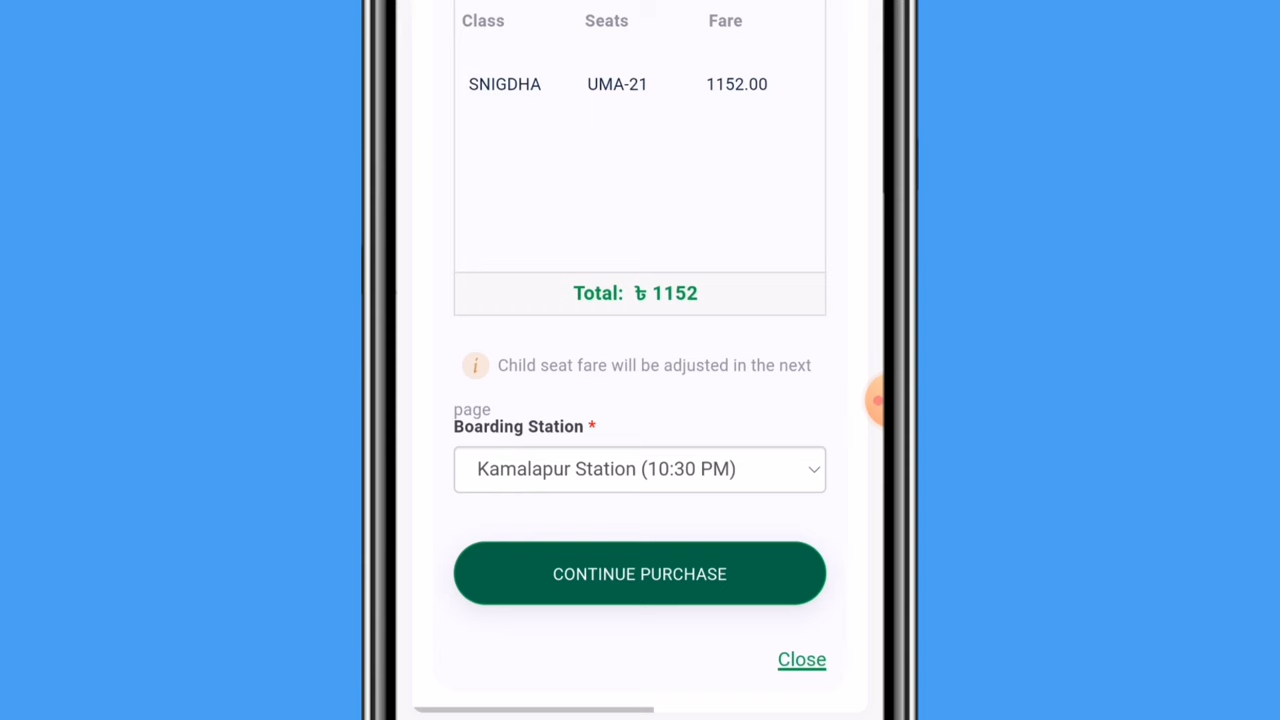 Class Seats Fare
SNIGDHA UMA-21 1152.00
Total: ৳ 1152
i Child seat fare will be adjusted in the next
page
Boarding Station *
Kamalapur Station (10:30 PM)
CONTINUE PURCHASE
Close